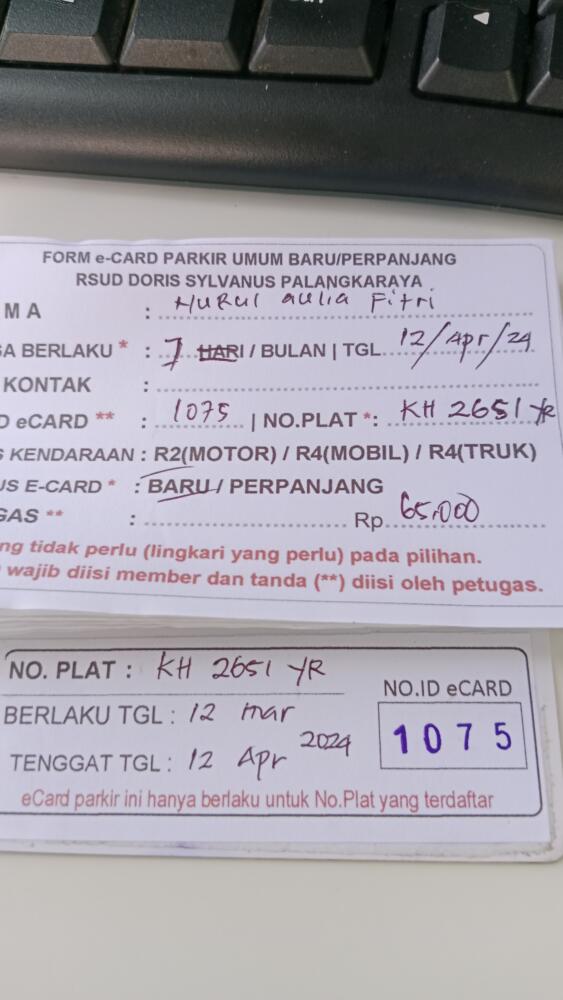 FORM e-CARD PARKIR UMUM BARU/PERPANJANG
RSUD DORIS SYLVANUS PALANGKARAYA
M A : Nurul aulia Fitri
A BERLAKU * : 1 HARI / BULAN | TGL 12/Apr/24
KONTAK :
D eCARD ** : 1075 | NO.PLAT *: KH 2651 YR
S KENDARAAN : R2(MOTOR) / R4(MOBIL) / R4(TRUK)
US E-CARD * : BARU / PERPANJANG
GAS ** : Rp. 65.000
ng tidak perlu (lingkari yang perlu) pada pilihan.
wajib diisi member dan tanda (**) diisi oleh petugas.
NO. PLAT : KH 2651 YR
BERLAKU TGL : 12 mar
TENGGAT TGL : 12 Apr 2024
NO.ID eCARD
1075
eCard parkir ini hanya berlaku untuk No.Plat yang terdaftar